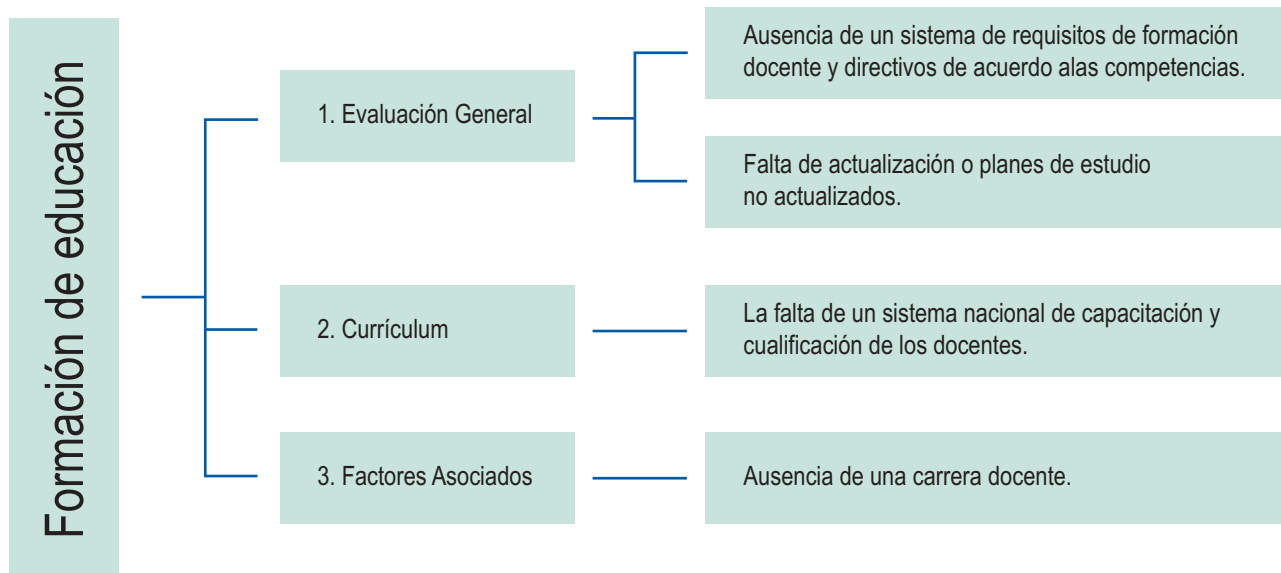 Formación de educación
1. Evaluación General
Ausencia de un sistema de requisitos de formación
docente y directivos de acuerdo alas competencias.
Falta de actualización o planes de estudio
no actualizados.
2. Currículum
La falta de un sistema nacional de capacitación y
cualificación de los docentes.
3. Factores Asociados
Ausencia de una carrera docente.